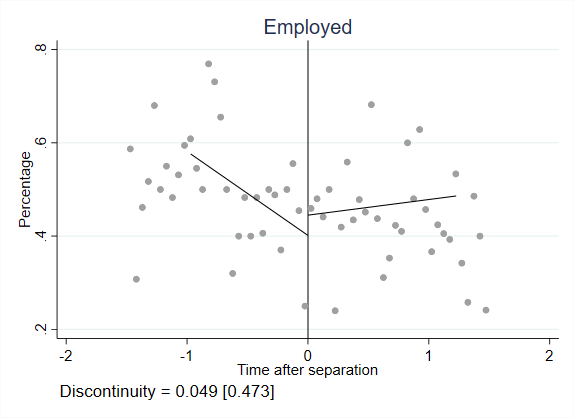 Employed
Percentage
.8
.6
.4
.2
-2
-1
0
1
2
Time after separation
Discontinuity = 0.049 [0.473]